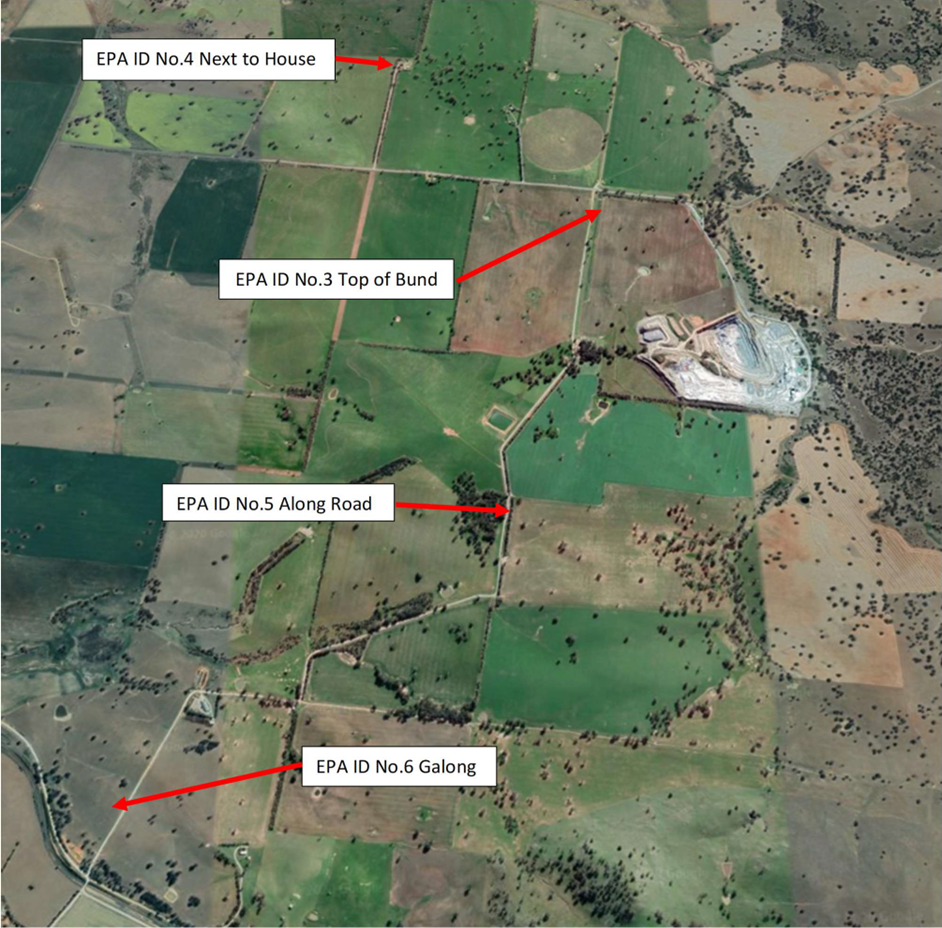 EPA ID No.4 Next to House
EPA ID No.3 Top of Bund
EPA ID No.5 Along Road
EPA ID No.6 Galong